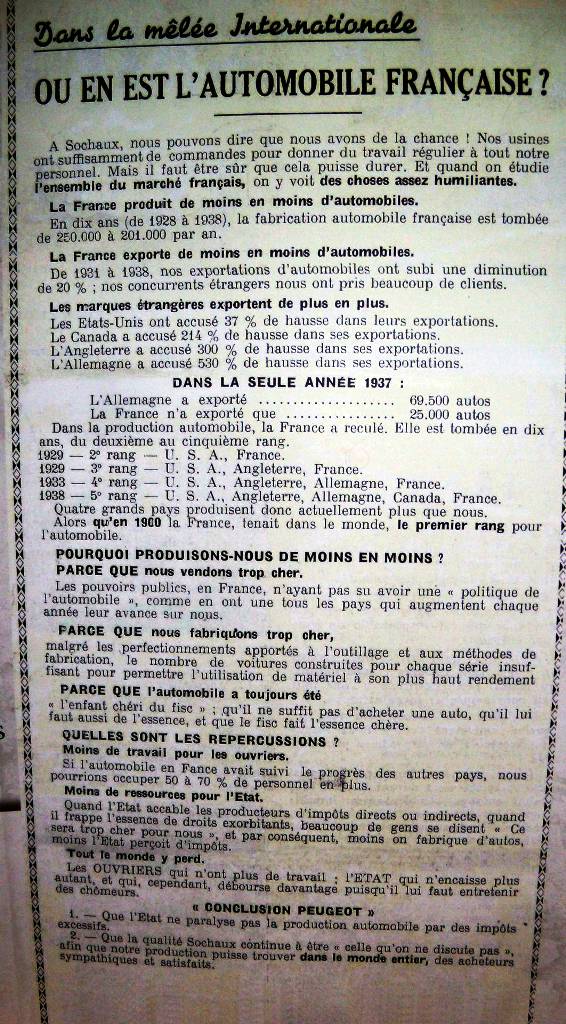 Dans la mêlée Internationale
OU EN EST L'AUTOMOBILE FRANÇAISE ?
A Sochaux, nous pouvons dire que nous avons de la chance ! Nos usines
ont suffisamment de commandes pour donner du travail régulier à tout notre
personnel. Mais il faut être sûr que cela puisse durer. Et quand on étudie
l'ensemble du marché français, on y voit des choses assez humiliantes.
La France produit de moins en moins d'automobiles.
En dix ans (de 1928 à 1938), la fabrication automobile française est tombée
de 250.000 à 201.000 par an.
La France exporte de moins en moins d'automobiles.
De 1931 à 1938, nos exportations d'automobiles ont subi une diminution
de 20 % ; nos concurrents étrangers nous ont pris beaucoup de clients.
Les marques étrangères exportent de plus en plus.
Les Etats-Unis ont accusé 37 % de hausse dans leurs exportations.
Le Canada a accusé 214 % de hausse dans ses exportations.
L'Angleterre a accusé 300 % de hausse dans ses exportations.
L'Allemagne a accusé 530 % de hausse dans ses exportations.
DANS LA SEULE ANNÉE 1937 :
L'Allemagne a exporté ................... 69.500 autos
La France n'a exporté que ................ 25.000 autos
Dans la production automobile, la France a reculé. Elle est tombée en dix
ans, du deuxième au cinquième rang.
1929 — 2e rang — U. S. A., France.
1929 — 3e rang — U. S. A., Angleterre, France.
1933 — 4e rang — U. S. A., Angleterre, Allemagne, France.
1938 — 5e rang — U. S. A., Angleterre, Allemagne, Canada, France.
Quatre grands pays produisent donc actuellement plus que nous.
Alors qu'en 1900 la France, tenait dans le monde, le premier rang pour
l'automobile.
POURQUOI PRODUISONS-NOUS DE MOINS EN MOINS ?
PARCE QUE nous vendons trop cher.
Les pouvoirs publics, en France, n'ayant pas su avoir une « politique de
l'automobile », comme en ont une tous les pays qui augmentent chaque
année leur avance sur nous.
PARCE QUE nous fabriquons trop cher,
malgré les perfectionnements apportés à l'outillage et aux méthodes de
fabrication, le nombre de voitures construites pour chaque série insuf-
fisant pour permettre l'utilisation de matériel à son plus haut rendement
PARCE QUE l'automobile a toujours été
« l'enfant chéri du fisc » ; qu'il ne suffit pas d'acheter une auto, qu'il lui
faut aussi de l'essence, et que le fisc fait l'essence chère.
QUELLES SONT LES REPERCUSSIONS ?
Moins de travail pour les ouvriers.
Si l'automobile en Fance avait suivi le progrès des autres pays, nous
pourrions occuper 50 à 70 % de personnel en plus.
Moins de ressources pour l'Etat.
Quand l'Etat accable les producteurs d'impôts directs ou indirects, quand
il frappe l'essence de droits exorbitants, beaucoup de gens se disent « Ce
sera trop cher pour nous », et par conséquent, moins on fabrique d'autos,
moins l'Etat perçoit d'impôts.
Tout le monde y perd.
Les OUVRIERS qui n'ont plus de travail ; l'ETAT qui n'encaisse plus
autant, et qui, cependant, débourse davantage puisqu'il lui faut entretenir
des chômeurs.
« CONCLUSION PEUGEOT »
1. — Que l'Etat ne paralyse pas la production automobile par des impôts
excessifs.
2. — Que la qualité Sochaux continue à être « celle qu'on ne discute pas »,
afin que notre production puisse trouver dans le monde entier, des acheteurs
sympathiques et satisfaits.